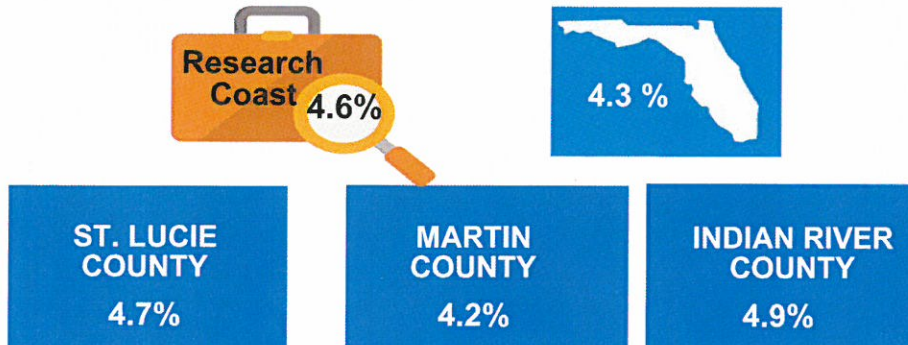 Research
Coast
4.6%
4.3 %
ST. LUCIE
COUNTY
4.7%
MARTIN
COUNTY
4.2%
INDIAN RIVER
COUNTY
4.9%